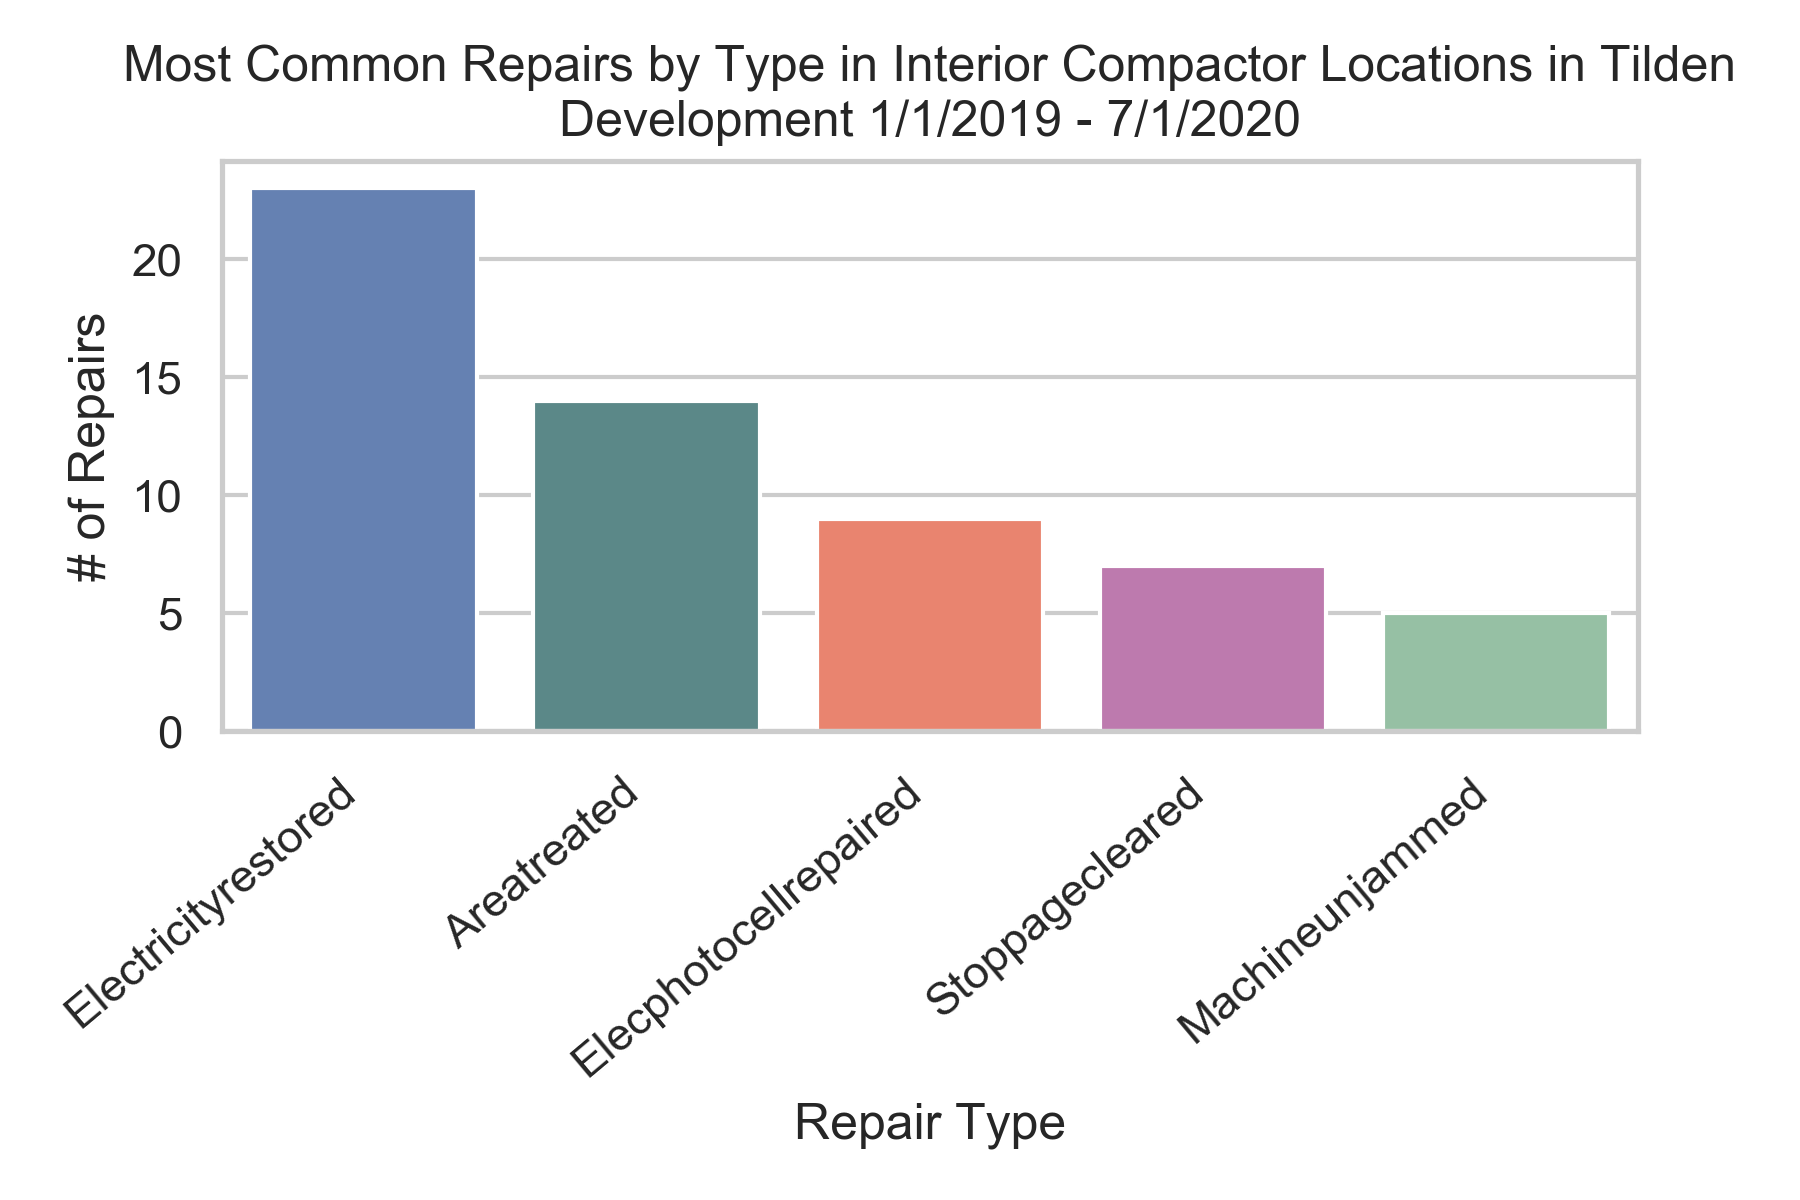 Most Common Repairs by Type in Interior Compactor Locations in Tilden
Development 1/1/2019 - 7/1/2020
# of Repairs
20
15
10
5
0
Electricityrestored
Areatreated
Elecphotocellrepaired
Stoppagecleared
Machineunjammed
Repair Type